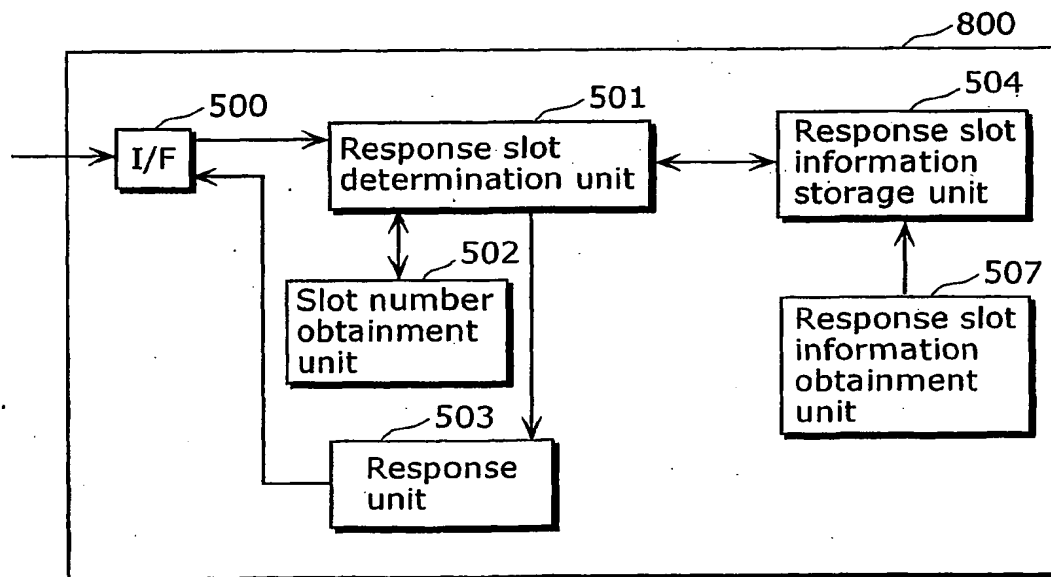 800
500
I/F
501
Response slot
determination unit
504
Response slot
information
storage unit
502
Slot number
obtainment
unit
507
Response slot
information
obtainment
unit
503
Response
unit